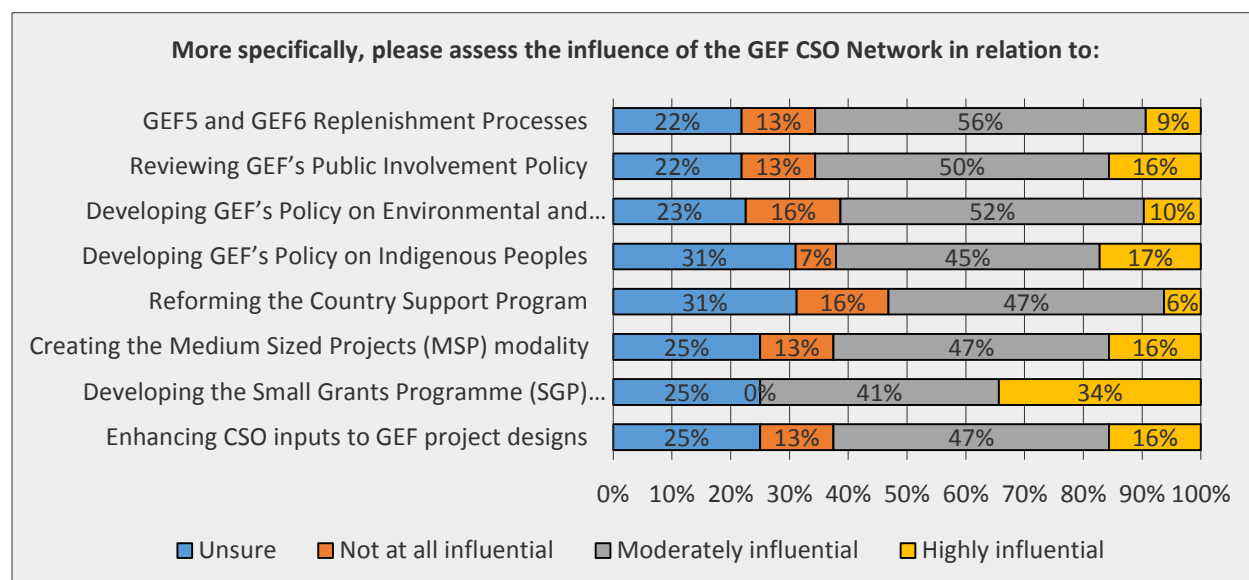 More specifically, please assess the influence of the GEF CSO Network in relation to:
GEF5 and GEF6 Replenishment Processes 22% 13% 56% 9%
Reviewing GEF’s Public Involvement Policy 22% 13% 50% 16%
Developing GEF’s Policy on Environmental and... 23% 16% 52% 10%
Developing GEF’s Policy on Indigenous Peoples 31% 7% 45% 17%
Reforming the Country Support Program 31% 16% 47% 6%
Creating the Medium Sized Projects (MSP) modality 25% 13% 47% 16%
Developing the Small Grants Programme (SGP)... 25% 0% 41% 34%
Enhancing CSO inputs to GEF project designs 25% 13% 47% 16%
0% 10% 20% 30% 40% 50% 60% 70% 80% 90% 100%
Unsure Not at all influential Moderately influential Highly influential